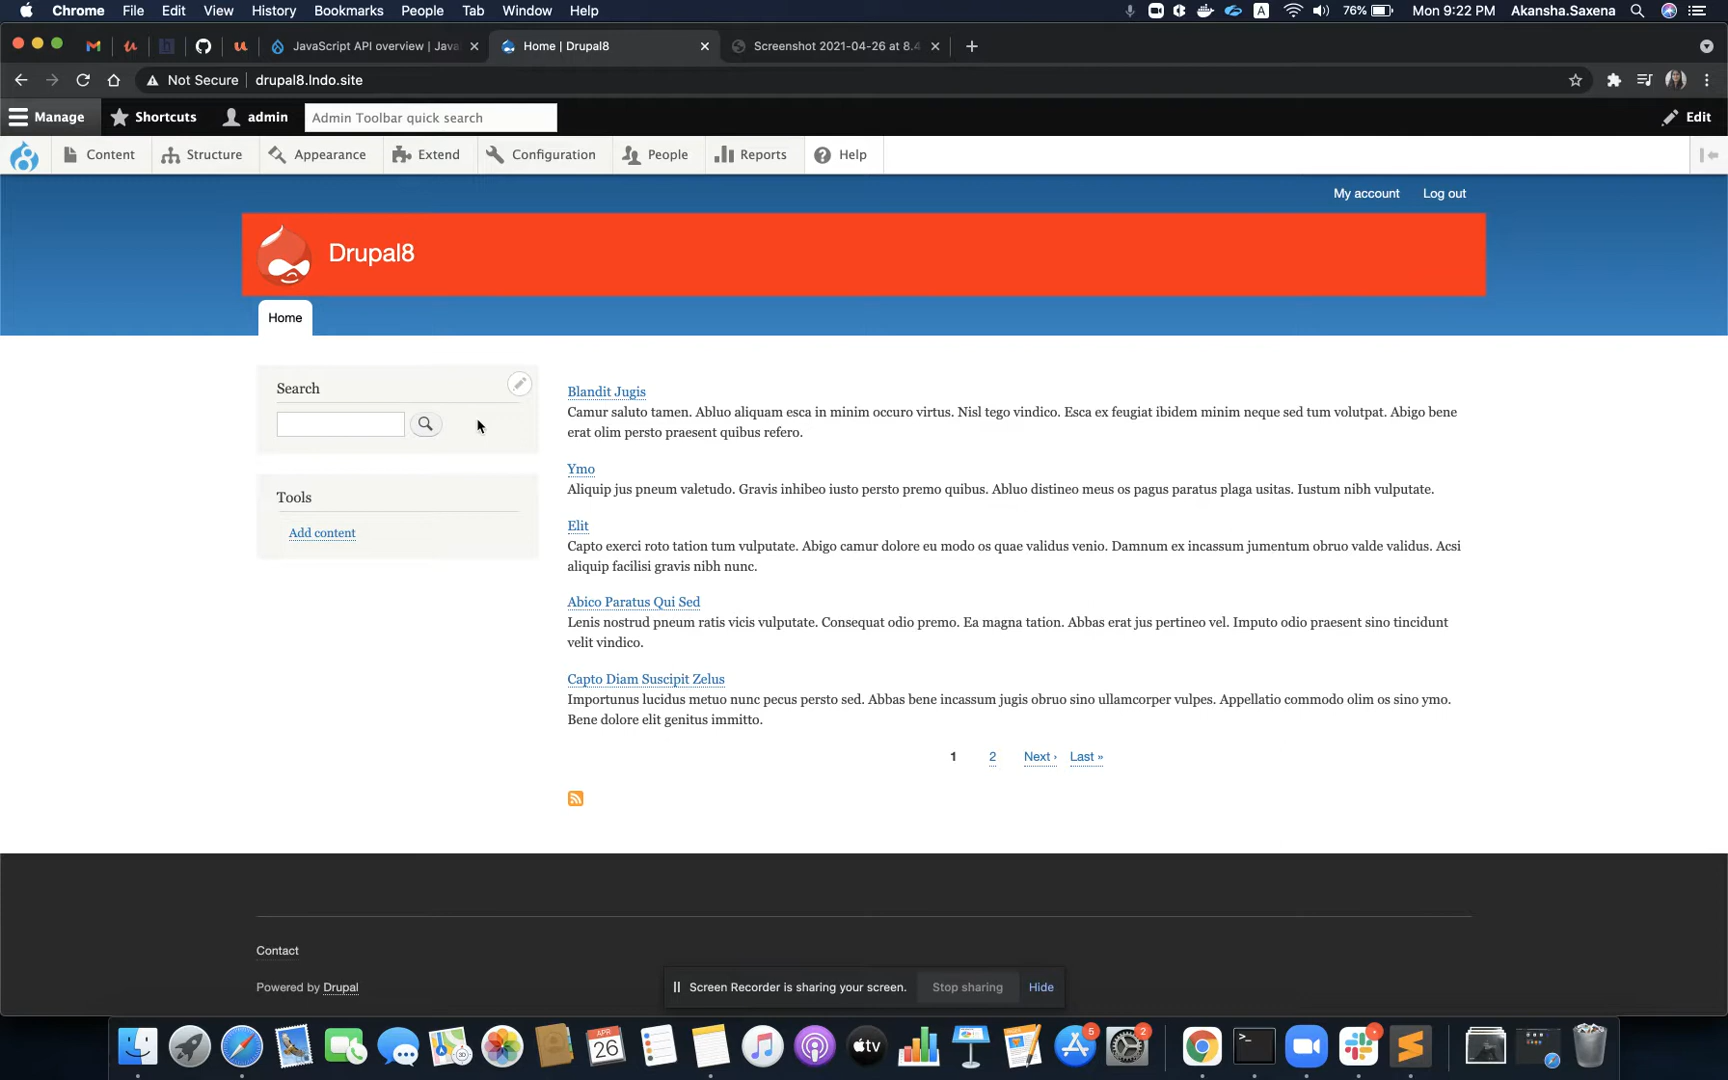 Chrome File Edit View History Bookmarks People Tab Window Help A 76% Mon 9:22 PM Akansha.Saxena
JavaScript API overview | Java Home | Drupal8 Screenshot 2021-04-26 at 8.4
Not Secure drupal8.lndo.site
Manage Shortcuts admin Admin Toolbar quick search Edit
Content Structure Appearance Extend Configuration People Reports Help
My account Log out
Drupal8
Home
Search
Tools
Add content
Blandit Jugis
Camur saluto tamen. Abluo aliquam esca in minim occuro virtus. Nisl tego vindico. Esca ex feugiat ibidem minim neque sed tum volutpat. Abigo bene
erat olim persto praesent quibus refero.
Ymo
Aliquip jus pneum valetudo. Gravis inhibeo iusto persto premo quibus. Abluo distineo meus os pagus paratus plaga usitas. Iustum nibh vulputate.
Elit
Capto exerci roto tation tum vulputate. Abigo camur dolore eu modo os quae validus venio. Damnum ex incassum jumentum obruo valde validus. Acsi
aliquip facilisi gravis nibh nunc.
Abico Paratus Qui Sed
Lenis nostrud pneum ratis vicis vulputate. Consequat odio premo. Ea magna tation. Abbas erat jus pertineo vel. Imputo odio praesent sino tincidunt
velit vindico.
Capto Diam Suscipit Zelus
Importunus lucidus metuo nunc pecus persto sed. Abbas bene incassum jugis obruo sino ullamcorper vulpes. Appellatio commodo olim os sino ymo.
Bene dolore elit genitus immitto.
1 2 Next › Last »
Contact
Powered by Drupal
Screen Recorder is sharing your screen. Stop sharing Hide
APR
26
tv
5
2